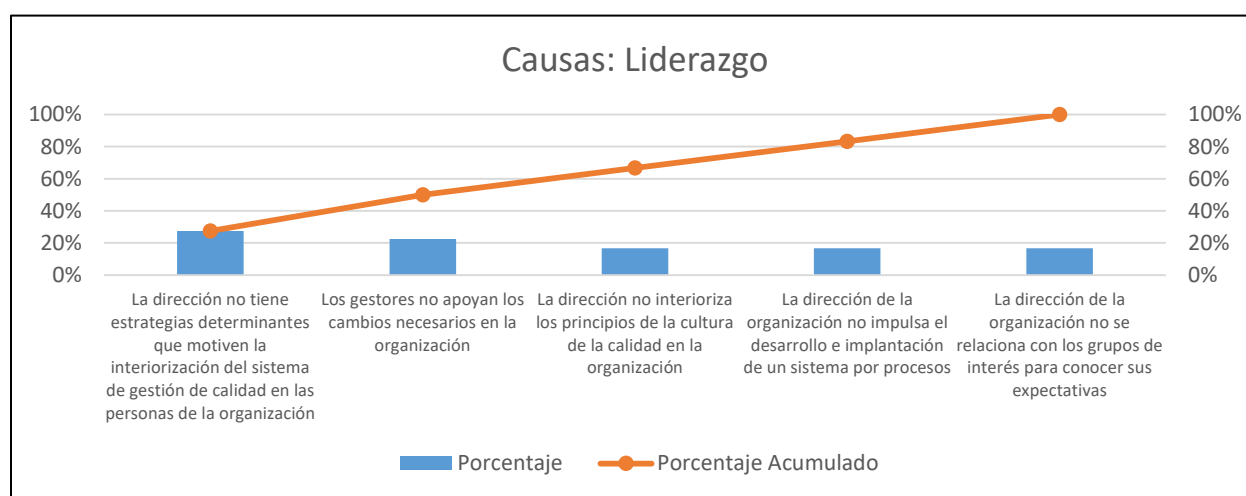 Causas: Liderazgo
100%
80%
60%
40%
20%
0%
100%
80%
60%
40%
20%
0%
La dirección no tiene
estrategias determinantes
que motiven la
interiorización del sistema
de gestión de calidad en las
personas de la organización
Los gestores no apoyan los
cambios necesarios en la
organización
La dirección no interioriza
los principios de la cultura
de la calidad en la
organización
La dirección de la
organización no impulsa el
desarrollo e implantación
de un sistema por procesos
La dirección de la
organización no se
relaciona con los grupos de
interés para conocer sus
expectativas
Porcentaje
Porcentaje Acumulado